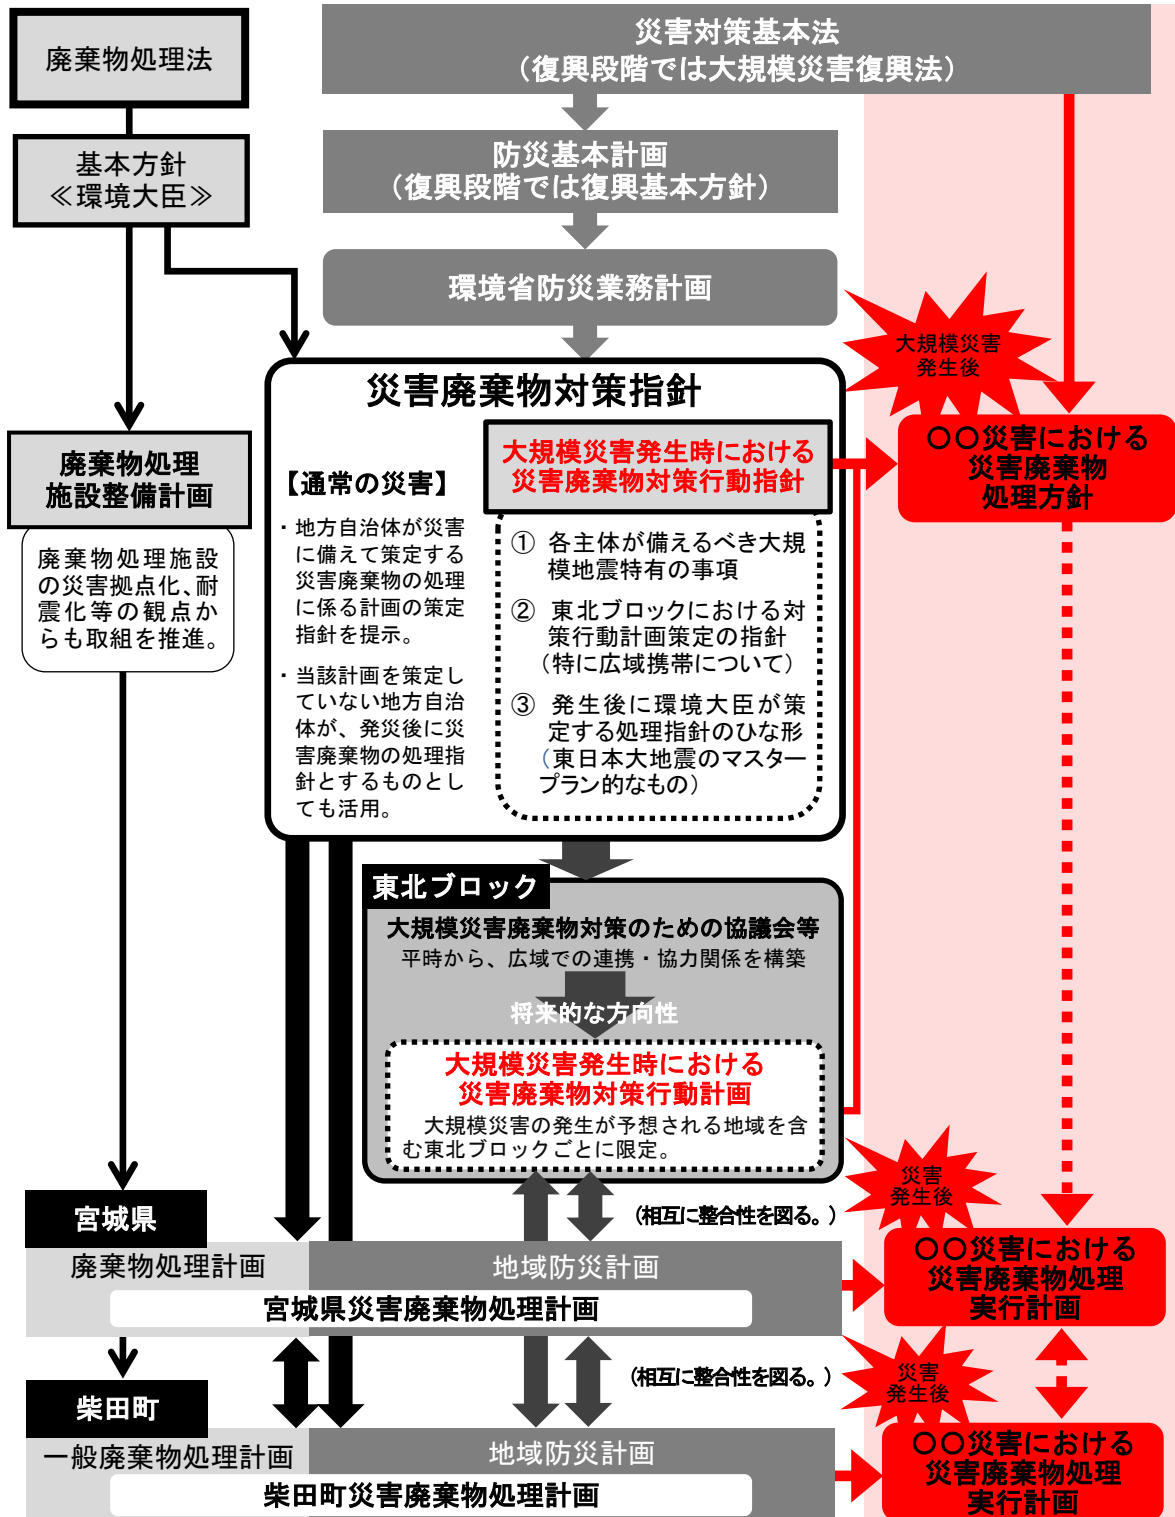 廃棄物処理法
基本方針
≪環境大臣≫
災害対策基本法
（復興段階では大規模災害復興法）
防災基本計画
（復興段階では復興基本方針）
環境省防災業務計画
大規模災害
発生後
災害廃棄物対策指針
廃棄物処理
施設整備計画
廃棄物処理施設
の災害拠点化、耐
震化等の観点か
らも取組を推進。
【通常の災害】
・地方自治体が災害
に備えて策定する
災害廃棄物の処理
に係る計画の策定
指針を提示。
・当該計画を策定し
ていない地方自治
体が、発災後に災
害廃棄物の処理指
針とするものとし
ても活用。
大規模災害発生時における
災害廃棄物対策行動指針
① 各主体が備えるべき大規
模地震特有の事項
② 東北ブロックにおける対
策行動計画策定の指針
（特に広域携帯について）
③ 発生後に環境大臣が策
定する処理指針のひな形
（東日本大地震のマスター
プラン的なもの）
〇〇災害における
災害廃棄物
処理方針
東北ブロック
大規模災害廃棄物対策のための協議会等
平時から、広域での連携・協力関係を構築
将来的な方向性
大規模災害発生時における
災害廃棄物対策行動計画
大規模災害の発生が予想される地域を含
む東北ブロックごとに限定。
災害
発生後
宮城県
（相互に整合性を図る。）
廃棄物処理計画
地域防災計画
宮城県災害廃棄物処理計画
〇〇災害における
災害廃棄物処理
実行計画
（相互に整合性を図る。）
災害
発生後
柴田町
一般廃棄物処理計画
地域防災計画
柴田町災害廃棄物処理計画
〇〇災害における
災害廃棄物処理
実行計画